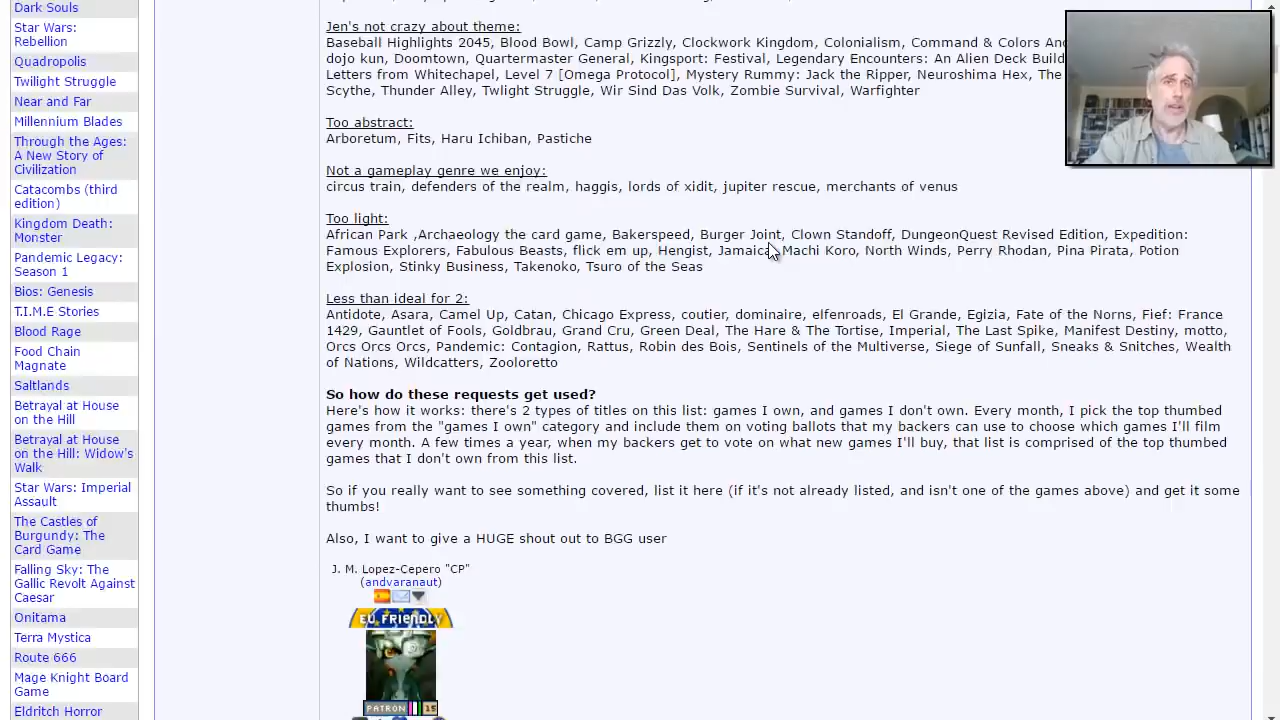 Dark Souls
Star Wars:
Rebellion
Quadropolis
Twilight Struggle
Near and Far
Millennium Blades
Through the Ages:
A New Story of
Civilization
Catacombs (third
edition)
Kingdom Death:
Monster
Pandemic Legacy:
Season 1
Bios: Genesis
T.I.M.E Stories
Blood Rage
Food Chain
Magnate
Saltlands
Betrayal at House
on the Hill
Betrayal at House
on the Hill: Widow's
Walk
Star Wars: Imperial
Assault
The Castles of
Burgundy: The
Card Game
Falling Sky: The
Gallic Revolt Against
Caesar
Onitama
Terra Mystica
Route 666
Mage Knight Board
Game
Eldritch Horror
Jen's not crazy about theme:
Baseball Highlights 2045, Blood Bowl, Camp Grizzly, Clockwork Kingdom, Colonialism, Command & Colors
dojo kun, Doomtown, Quartermaster General, Kingsport: Festival, Legendary Encounters: An Alien Deck
Letters from Whitechapel, Level 7 [Omega Protocol], Mystery Rummy: Jack the Ripper, Neuroshima Hex, The
Scythe, Thunder Alley, Twlight Struggle, Wir Sind Das Volk, Zombie Survival, Warfighter
Too abstract:
Arboretum, Fits, Haru Ichiban, Pastiche
Not a gameplay genre we enjoy:
circus train, defenders of the realm, haggis, lords of xidit, jupiter rescue, merchants of venus
Too light:
African Park ,Archaeology the card game, Bakerspeed, Burger Joint, Clown Standoff, DungeonQuest Revised Edition, Expetition:
Famous Explorers, Fabulous Beasts, flick em up, Hengist, Jamaica, Machi Koro, North Winds, Perry Rhodan, Pina Pirata, Potion
Explosion, Stinky Business, Takenoko, Tsuro of the Seas
Less than ideal for 2:
Antidote, Asara, Camel Up, Catan, Chicago Express, coutier, dominaire, elfenroads, El Grande, Egizia, Fate of the Norns, Fief: France
1429, Gauntlet of Fools, Goldbrau, Grand Cru, Green Deal, The Hare & The Tortise, Imperial, The Last Spike, Manifest Destiny, motto,
Orcs Orcs Orcs, Pandemic: Contagion, Rattus, Robin des Bois, Sentinels of the Multiverse, Siege of Sunfall, Sneaks & Snitches, Wealth
of Nations, Wildcatters, Zooloretto
So how do these requests get used?
Here's how it works: there's 2 types of titles on this list: games I own, and games I don't own. Every month, I pick the top thumbed
games from the "games I own" category and include them on voting ballots that my backers can use to choose which games I'll film
every month. A few times a year, when my backers get to vote on what new games I'll buy, that list is comprised of the top thumbed
games that I don't own from this list.
So if you really want to see something covered, list it here (if it's not already listed, and isn't one of the games above) and get it some
thumbs!
Also, I want to give a HUGE shout out to BGG user
J. M. Lopez-Cepero "CP"
(andvaranaut)
EU FRIENDLY
PATRON 15